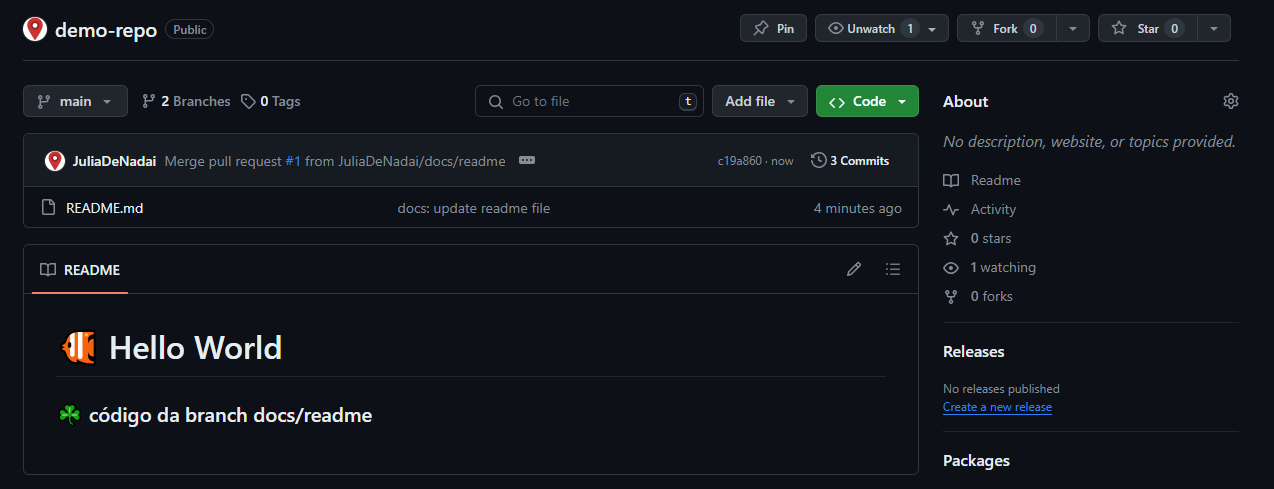 demo-repo Public Pin Unwatch 1 Fork 0 Star 0
main 2 Branches 0 Tags Go to file t Add file Code
JuliaDeNadai Merge pull request #1 from JuliaDeNadai/docs/readme c19a860 · now 3 Commits
README.md docs: update readme file 4 minutes ago
README
Hello World
código da branch docs/readme
About
No description, website, or topics provided.
Readme
Activity
0 stars
1 watching
0 forks
Releases
No releases published
Create a new release
Packages